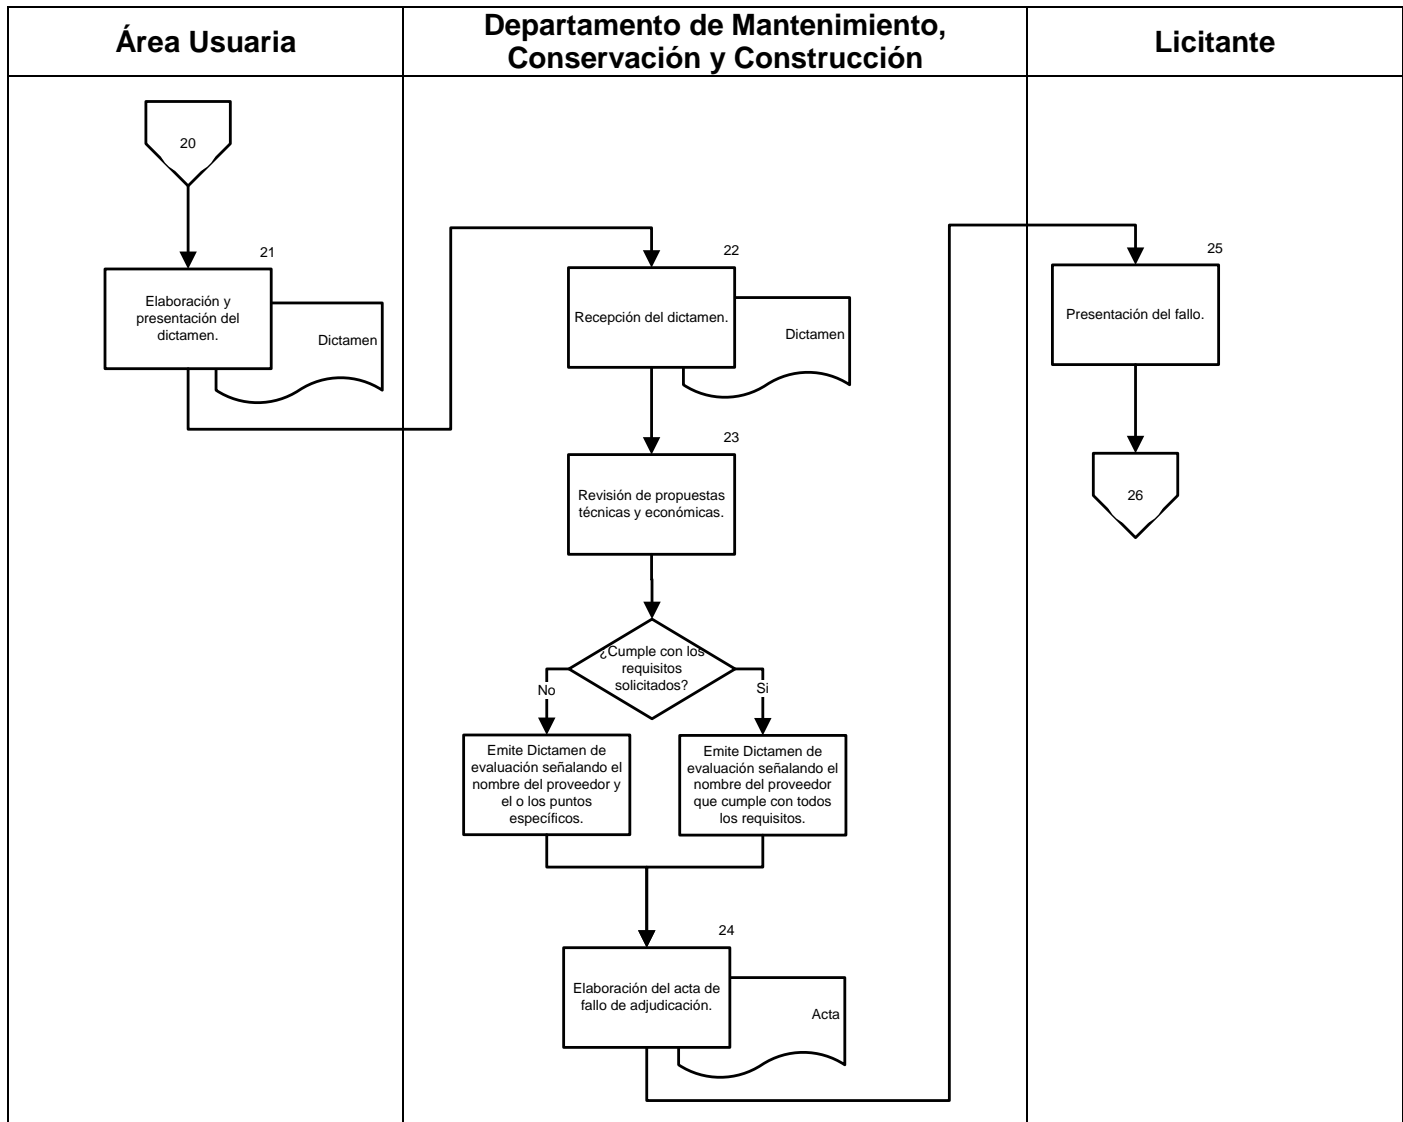 Área Usuaria
Departamento de Mantenimiento,
Conservación y Construcción
Licitante
20
21
Elaboración y
presentación del
dictamen.
Dictamen
22
Recepción del dictamen.
Dictamen
23
Revisión de propuestas
técnicas y económicas.
¿Cumple con los
requisitos
solicitados?
No
Si
Emite Dictamen de
evaluación señalando el
nombre del proveedor y
el o los puntos
específicos.
Emite Dictamen de
evaluación señalando el
nombre del proveedor
que cumple con todos
los requisitos.
24
Elaboración del acta de
fallo de adjudicación.
Acta
25
Presentación del fallo.
26